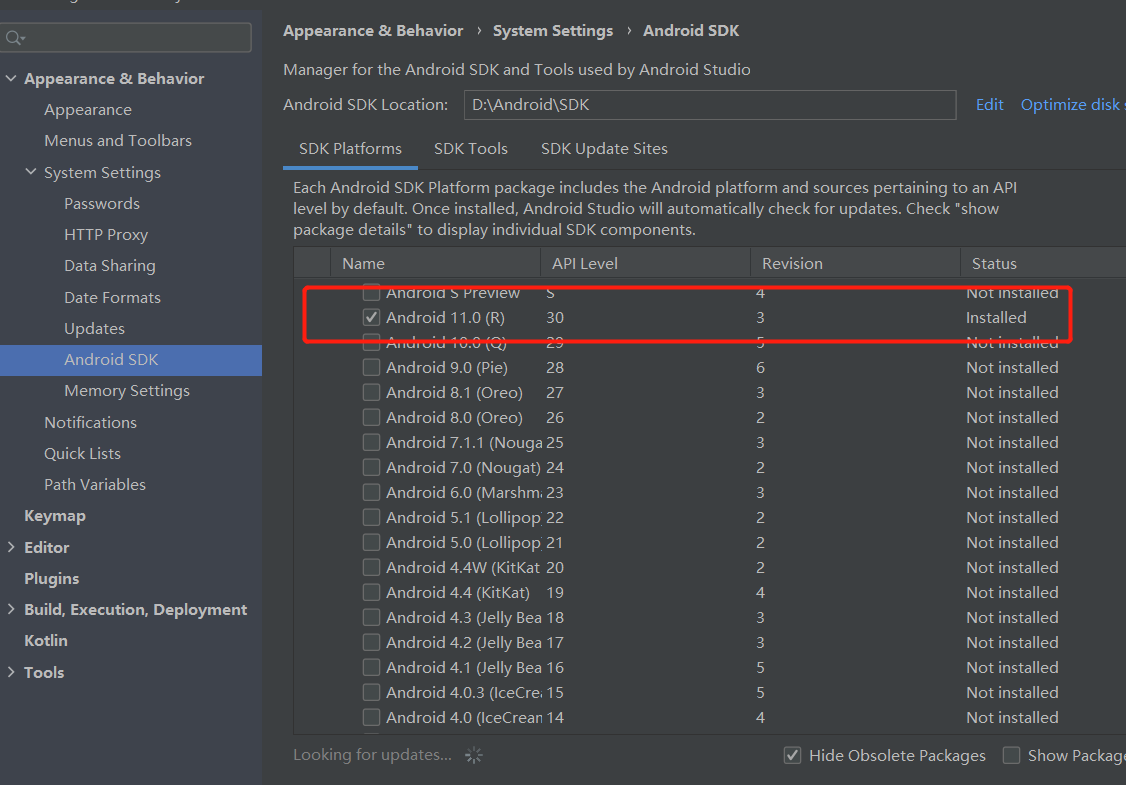 Appearance & Behavior › System Settings › Android SDK
Manager for the Android SDK and Tools used by Android Studio
Android SDK Location: D:\Android\SDK Edit Optimize disk
Appearance & Behavior
Appearance
Menus and Toolbars
System Settings
Passwords
HTTP Proxy
Data Sharing
Date Formats
Updates
Android SDK
Memory Settings
Notifications
Quick Lists
Path Variables
Keymap
Editor
Plugins
Build, Execution, Deployment
Kotlin
Tools
SDK Platforms SDK Tools SDK Update Sites
Each Android SDK Platform package includes the Android platform and sources pertaining to an API
level by default. Once installed, Android Studio will automatically check for updates. Check "show
package details" to display individual SDK components.
Name API Level Revision Status
Android S Preview S 4 Not installed
Android 11.0 (R) 30 3 Installed
Android 10.0 (Q) 29 5 Not installed
Android 9.0 (Pie) 28 6 Not installed
Android 8.1 (Oreo) 27 3 Not installed
Android 8.0 (Oreo) 26 2 Not installed
Android 7.1.1 (Nouga 25 3 Not installed
Android 7.0 (Nougat) 24 2 Not installed
Android 6.0 (Marshm 23 3 Not installed
Android 5.1 (Lollipop 22 2 Not installed
Android 5.0 (Lollipop 21 2 Not installed
Android 4.4W (KitKat 20 2 Not installed
Android 4.4 (KitKat) 19 4 Not installed
Android 4.3 (Jelly Bea 18 3 Not installed
Android 4.2 (Jelly Bea 17 3 Not installed
Android 4.1 (Jelly Bea 16 5 Not installed
Android 4.0.3 (IceCre 15 5 Not installed
Android 4.0 (IceCrean 14 4 Not installed
Looking for updates... Hide Obsolete Packages Show Package